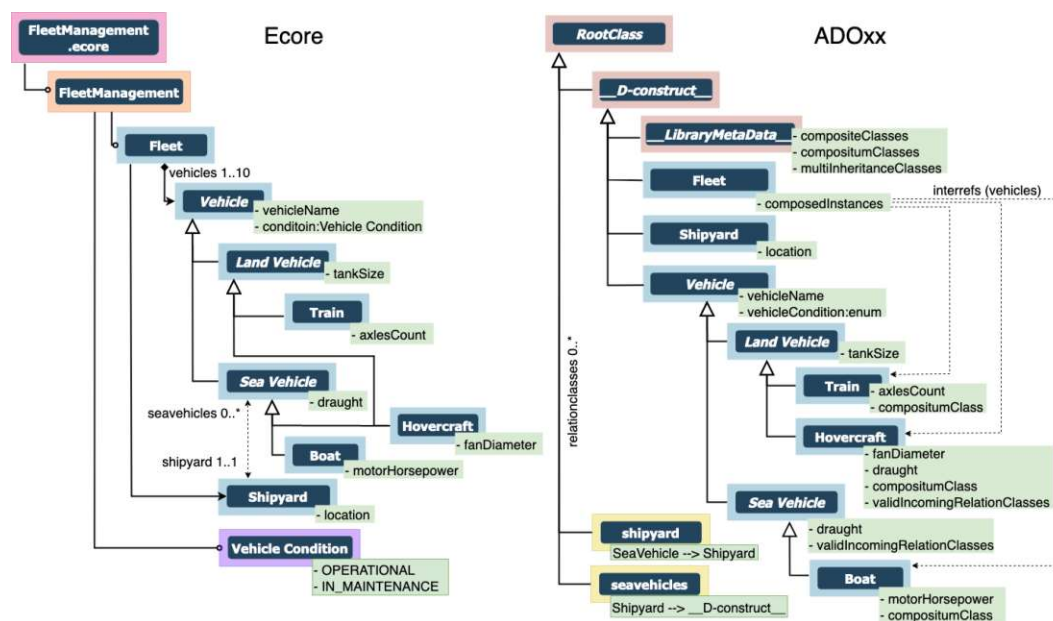 Ecore
FleetManagement
.ecore
FleetManagement
Fleet
vehicles 1..10
Vehicle
- vehicleName
- conditoin:Vehicle Condition
Land Vehicle
- tankSize
Train
- axlesCount
Sea Vehicle
- draught
seavehicles 0..*
Hovercraft
- fanDiameter
Boat
- motorHorsepower
shipyard 1..1
Shipyard
- location
Vehicle Condition
- OPERATIONAL
- IN_MAINTENANCE
ADOxx
RootClass
__D-construct__
__LibraryMetaData__
- compositeClasses
- compositumClasses
- multiInheritanceClasses
Fleet
- composedInstances
interrefs (vehicles)
Shipyard
- location
Vehicle
- vehicleName
- vehicleCondition:enum
Land Vehicle
- tankSize
Train
- axlesCount
- compositumClass
Hovercraft
- fanDiameter
- draught
- compositumClass
- validIncomingRelationClasses
Sea Vehicle
- draught
- validIncomingRelationClasses
Boat
- motorHorsepower
- compositumClass
relationclasses 0..*
shipyard
SeaVehicle --> Shipyard
seavehicles
Shipyard --> __D-construct__